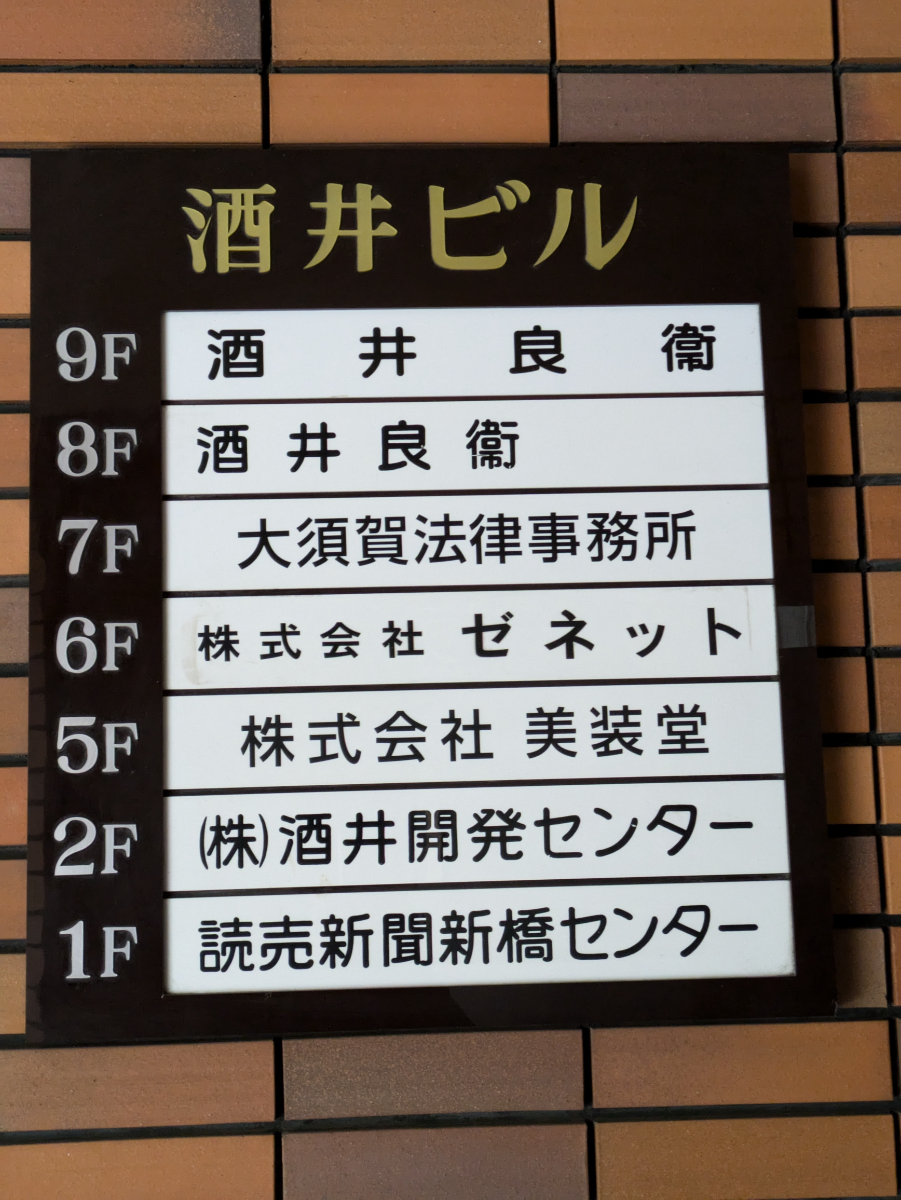 酒井ビル
9F 酒井良衞
8F 酒井良衞
7F 大須賀法律事務所
6F 株式会社 ゼネット
5F 株式会社 美装堂
2F (株)酒井開発センター
1F 読売新聞新橋センター